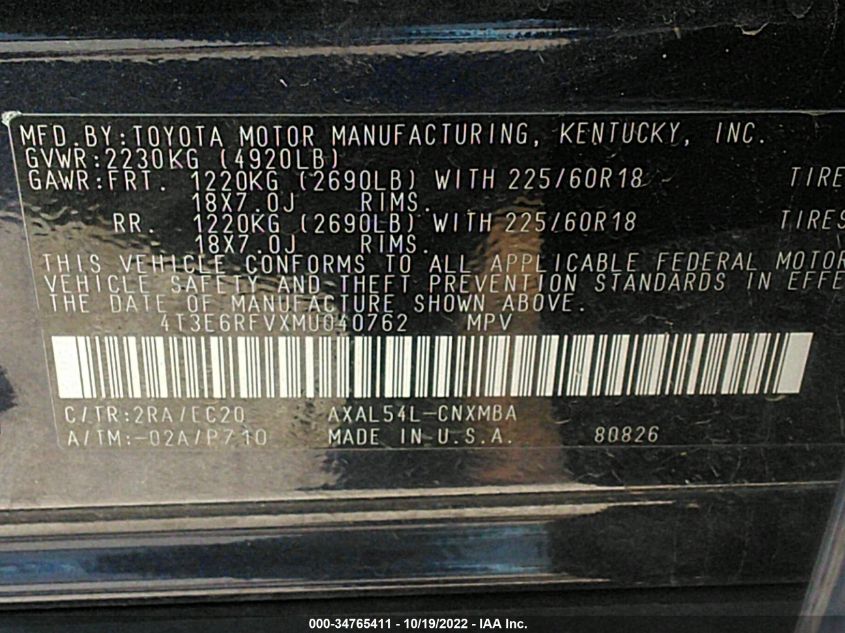 MFD.BY:TOYOTA MOTOR MANUFACTURING, KENTUCKY, INC.
GVWR:2230KG (4920LB)
GAWR:FRT. 1220KG (2690LB) WITH 225/60R18 TIRE
18X7.0J RIMS.
RR. 1220KG (2690LB) WITH 225/60R18 TIRES
18X7.0J RIMS.
THIS VEHICLE CONFORMS TO ALL APPLICABLE FEDERAL MOTOR
VEHICLE SAFETY AND THEFT PREVENTION STANDARDS IN EFFE
THE DATE OF MANUFACTURE SHOWN ABOVE.
4T3E6RFVXMU040762 MPV
C/TR:2RA/EC20 AXAL54L-CNXMBA
A/TM:-02A/P710 MADE IN U.S.A. 80826
000-34765411 - 10/19/2022 - IAA Inc.